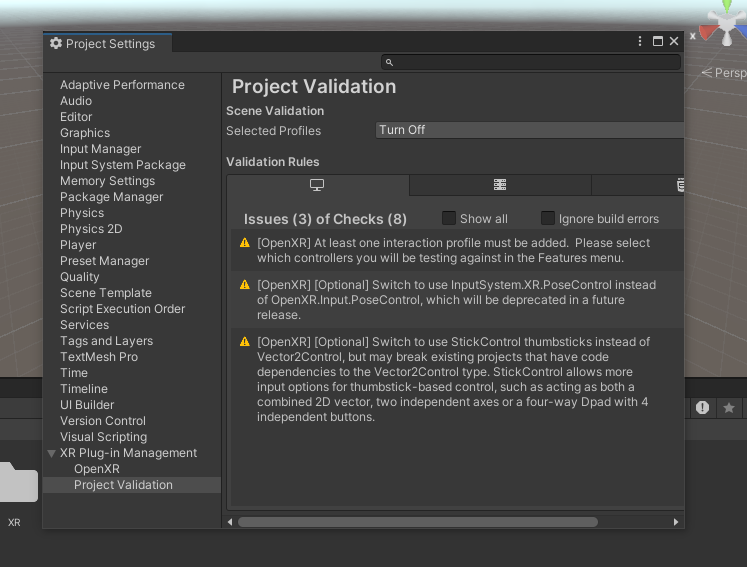 Project Settings
x
Persp
Adaptive Performance
Audio
Editor
Graphics
Input Manager
Input System Package
Memory Settings
Package Manager
Physics
Physics 2D
Player
Preset Manager
Quality
Scene Template
Script Execution Order
Services
Tags and Layers
TextMesh Pro
Time
Timeline
UI Builder
Version Control
Visual Scripting
XR Plug-in Management
OpenXR
Project Validation
Project Validation
Scene Validation
Selected Profiles Turn Off
Validation Rules
Issues (3) of Checks (8) Show all Ignore build errors
[OpenXR] At least one interaction profile must be added.  Please select
which controllers you will be testing against in the Features menu.
[OpenXR] [Optional] Switch to use InputSystem.XR.PoseControl instead
of OpenXR.Input.PoseControl, which will be deprecated in a future
release.
[OpenXR] [Optional] Switch to use StickControl thumbsticks instead of
Vector2Control, but may break existing projects that have code
dependencies to the Vector2Control type. StickControl allows more
input options for thumbstick-based control, such as acting as both a
combined 2D vector, two independent axes or a four-way Dpad with 4
independent buttons.
XR